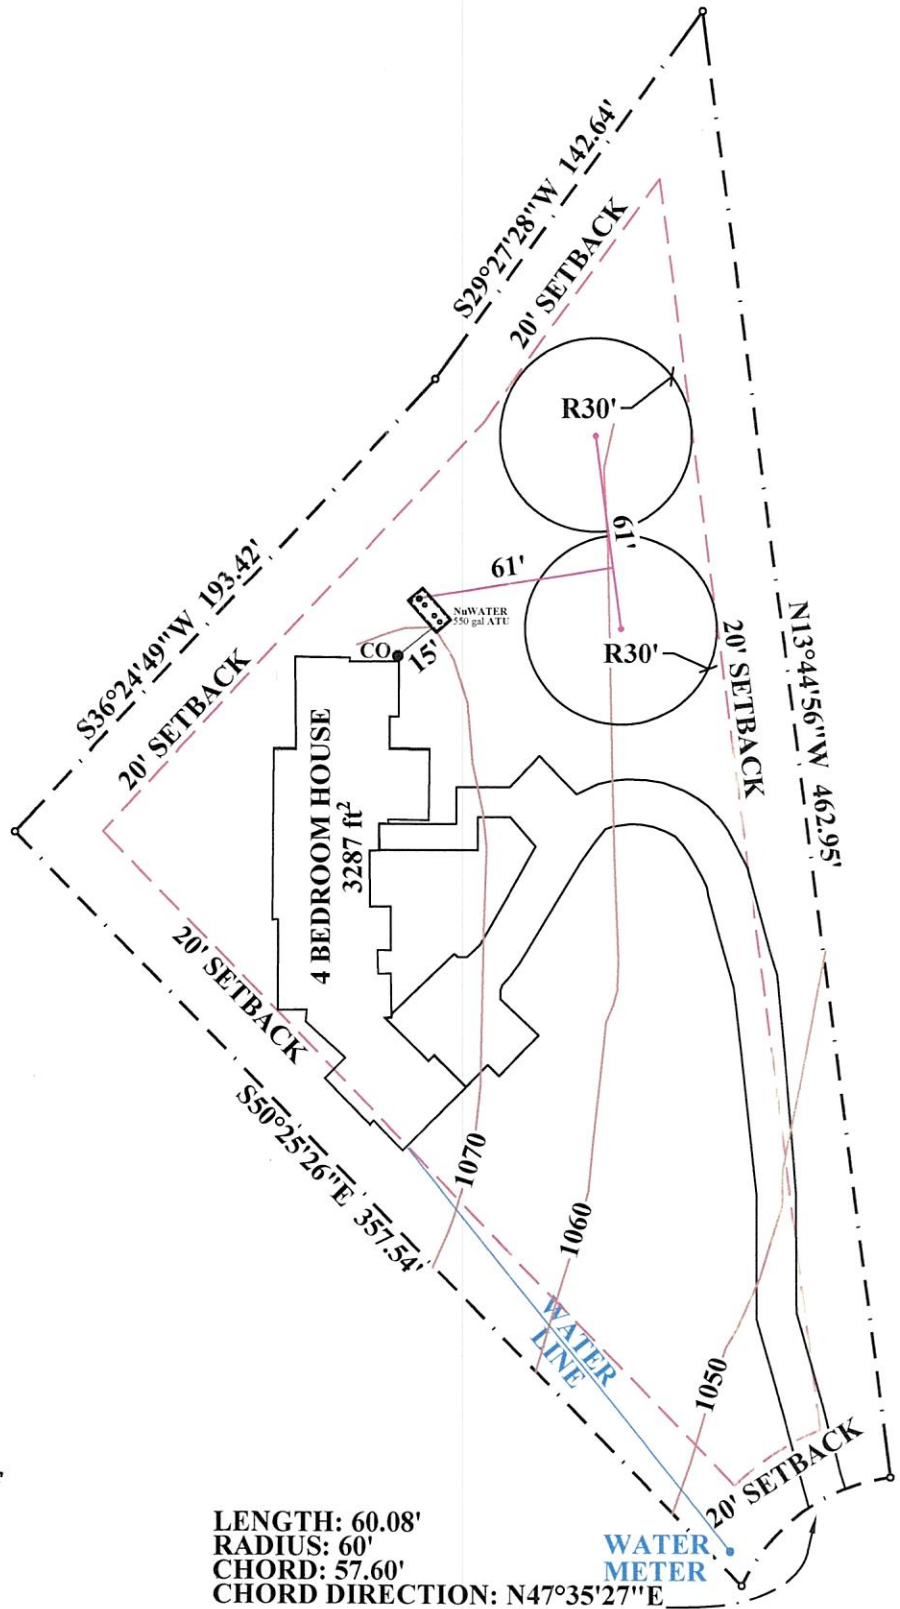 S29°27'28"W 142.64'
20' SETBACK
R30'
61'
61'
S36°24'49"W 193.42'
NuWATER
550 gal ATU
CO
15'
R30'
20' SETBACK
N13°44'56"W 462.95'
20' SETBACK
4 BEDROOM HOUSE
3287 ft²
20' SETBACK
S50°25'26"E 357.54'
1070
1060
WATER
LINE
1050
20' SETBACK
WATER
METER
LENGTH: 60.08'
RADIUS: 60'
CHORD: 57.60'
CHORD DIRECTION: N47°35'27"E